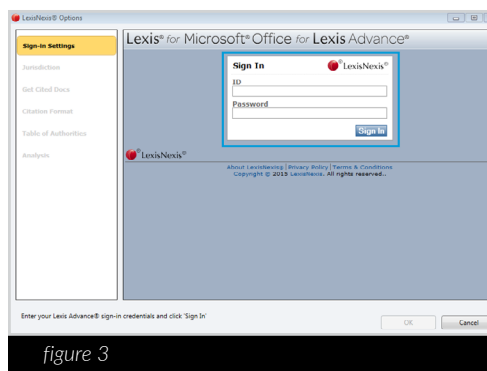 LexisNexis® Options
Sign-in Settings
Jurisdiction
Get Cited Docs
Citation Format
Table of Authorities
Analysis
Lexis® for Microsoft® Office for Lexis Advance®
Sign In
LexisNexis®
ID
Password
Sign In
LexisNexis®
About LexisNexis® | Privacy Policy | Terms & Conditions
Copyright © 2015 LexisNexis. All rights reserved..
Enter your Lexis Advance® sign-in credentials and click 'Sign In'
OK
Cancel
figure 3